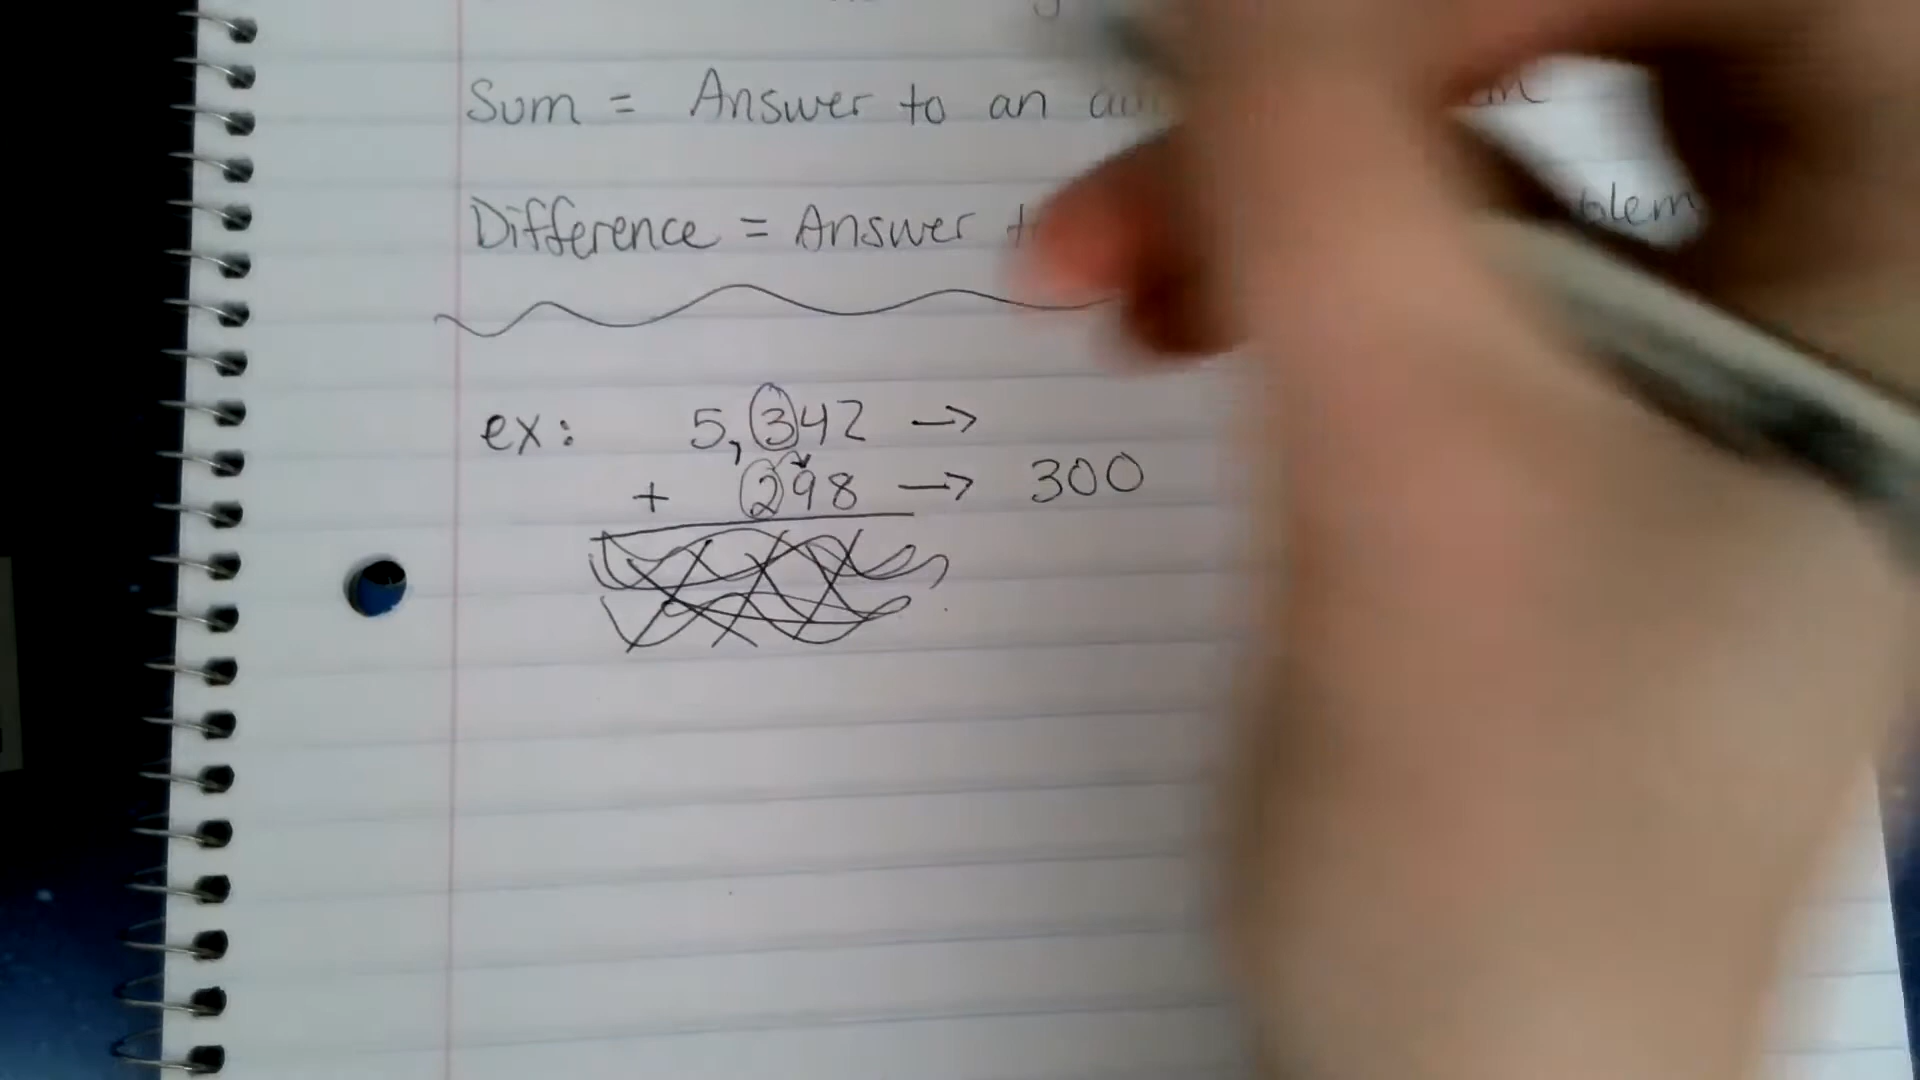 Sum = Answer to an
Difference = Answer
ex: 5,342 →
+ 298 → 300